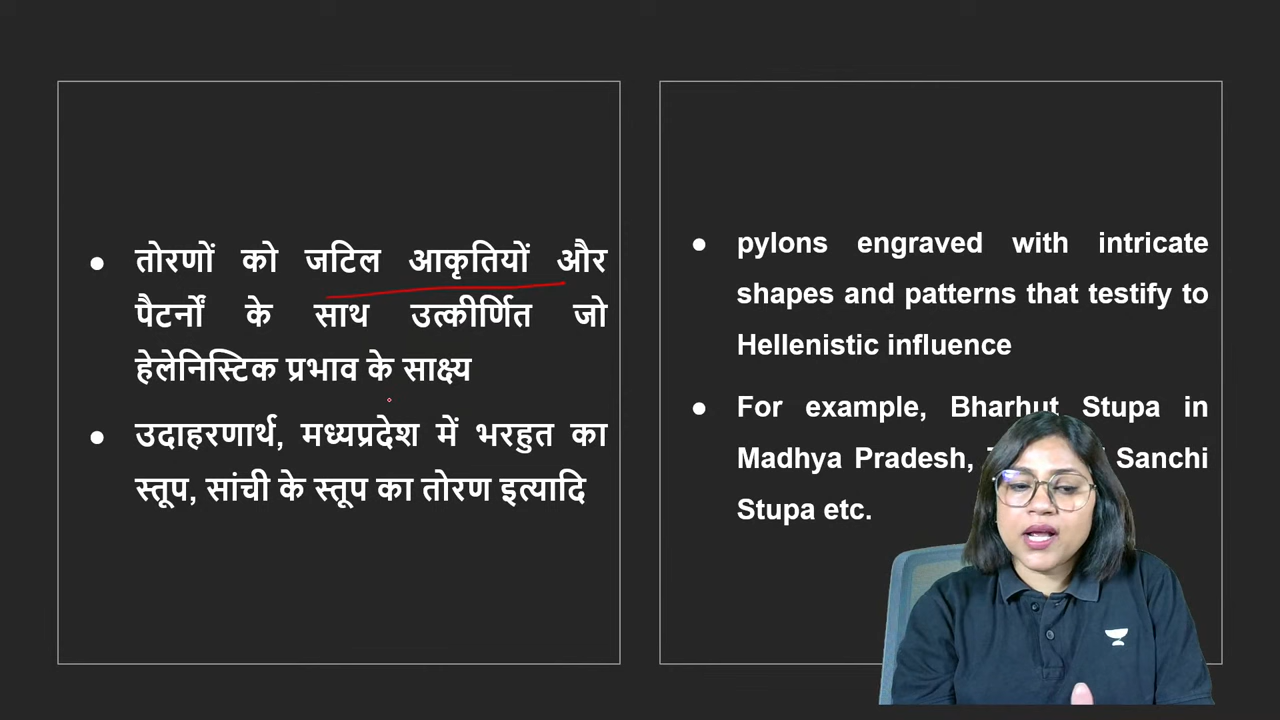 तोरणों को जटिल आकृतियों और
पैटर्नों के साथ उत्कीर्णित जो
हेलेनिस्टिक प्रभाव के साक्ष्य
उदाहरणार्थ, मध्यप्रदेश में भरहुत का
स्तूप, सांची के स्तूप का तोरण इत्यादि
pylons engraved with intricate
shapes and patterns that testify to
Hellenistic influence
For example, Bharhut Stupa in
Madhya Pradesh, Sanchi
Stupa etc.